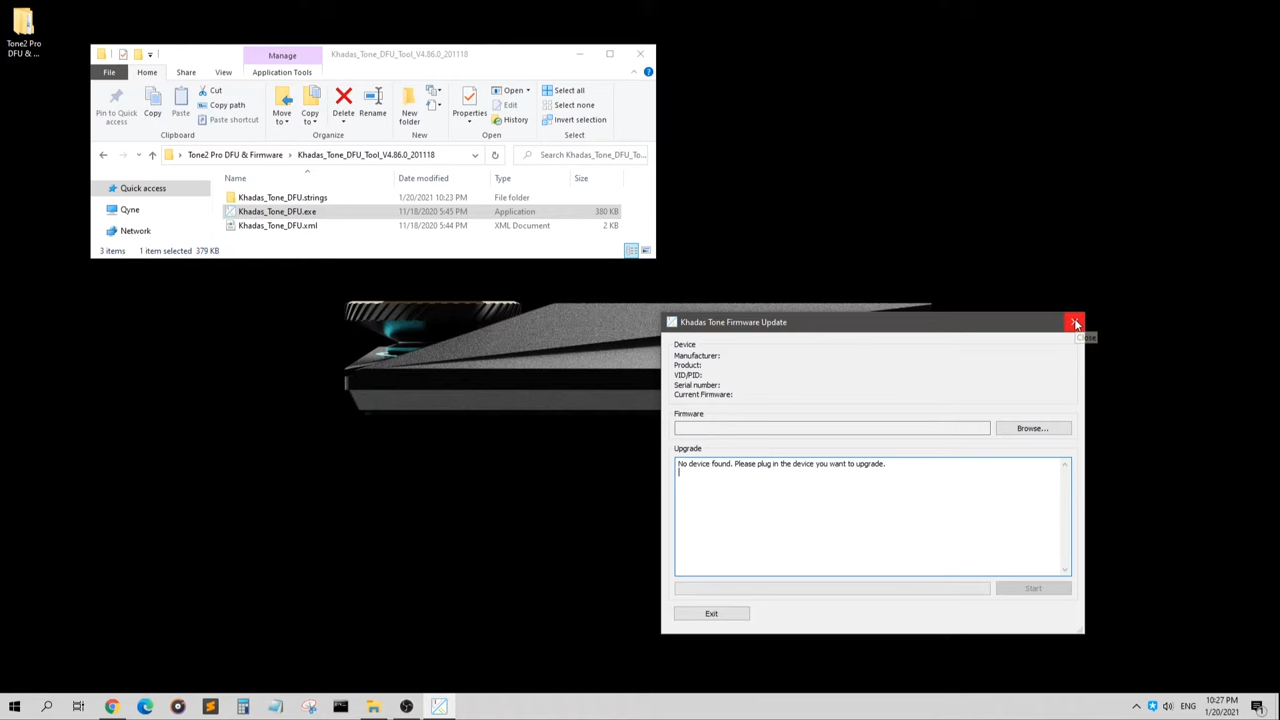 Tone2 Pro
DFU & ...
Manage
Khadas_Tone_DFU_Tool_V4.86.0_201118
File
Home
Share
View
Application Tools
Pin to Quick
access
Copy
Paste
Cut
Copy path
Paste shortcut
Clipboard
Move
to
Copy
to
Delete
Rename
Organize
New
folder
New
Properties
Open
Edit
History
Open
Select all
Select none
Invert selection
Select
Tone2 Pro DFU & Firmware
Khadas_Tone_DFU_Tool_V4.86.0_201118
Search Khadas_Tone_DFU_To...
Quick access
Qyne
Network
Name
Date modified
Type
Size
Khadas_Tone_DFU.strings 1/20/2021 10:23 PM File folder
Khadas_Tone_DFU.exe 11/18/2020 5:45 PM Application 380 KB
Khadas_Tone_DFU.xml 11/18/2020 5:44 PM XML Document 2 KB
3 items 1 item selected 379 KB
Khadas Tone Firmware Update
Close
Device
Manufacturer:
Product:
VID/PID:
Serial number:
Current Firmware:
Firmware
Browse...
Upgrade
No device found. Please plug in the device you want to upgrade.
Start
Exit
ENG
10:27 PM
1/20/2021
1